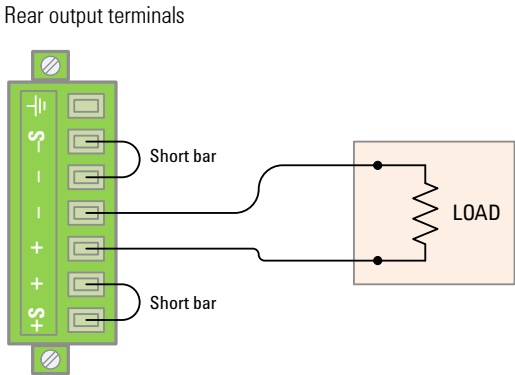 Rear output terminals
S–
–
Short bar
–
LOAD
+
+
Short bar
S+